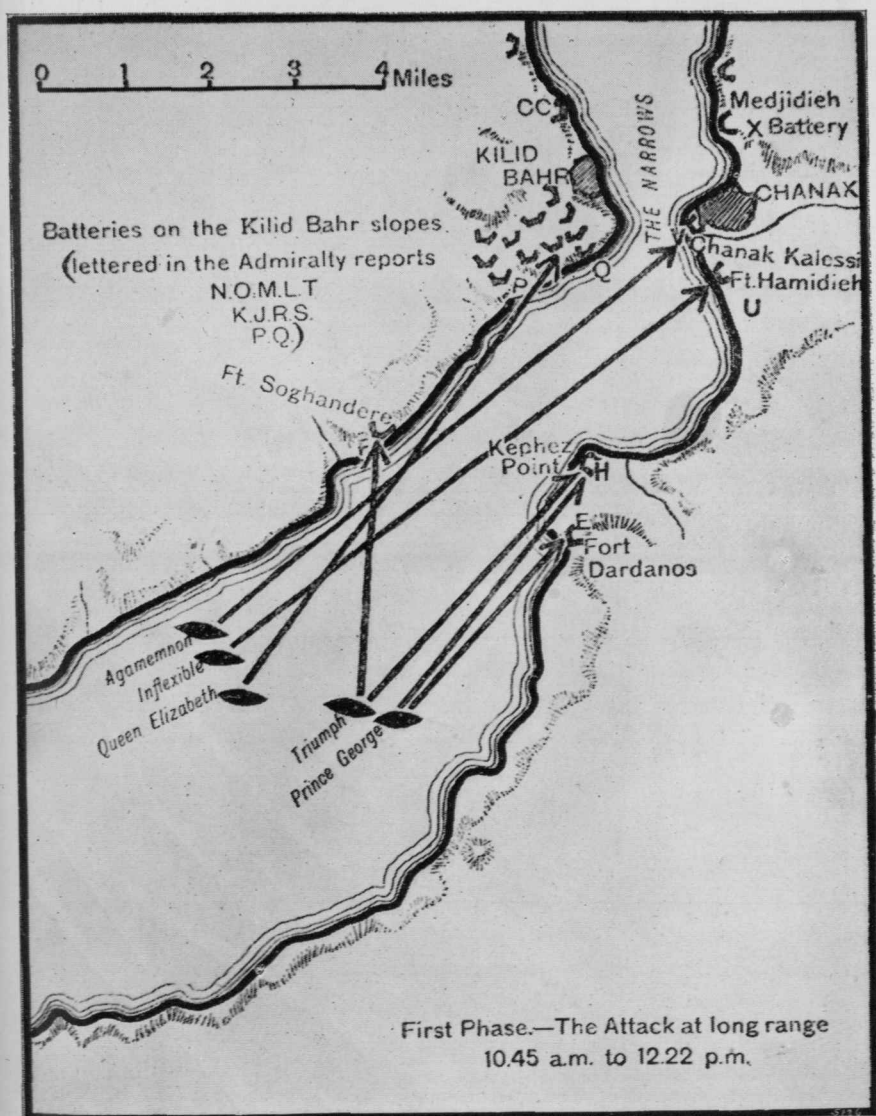 0 1 2 3 4 Miles
CC
THE NARROWS
Medjidieh
X Battery
KILID
BAHR
CHANAK
Batteries on the Kilid Bahr slopes.
(lettered in the Admiralty reports
N.O.M.L.T
K.J.R.S.
P.Q.)
P
Q
Chanak Kalessi
Ft. Hamidieh
U
Ft. Soghandere
F
Kephez
Point
H
E
Fort
Dardanos
Agamemnon
Inflexible
Queen Elizabeth
Triumph
Prince George
First Phase.—The Attack at long range
10.45 a.m. to 12.22 p.m.